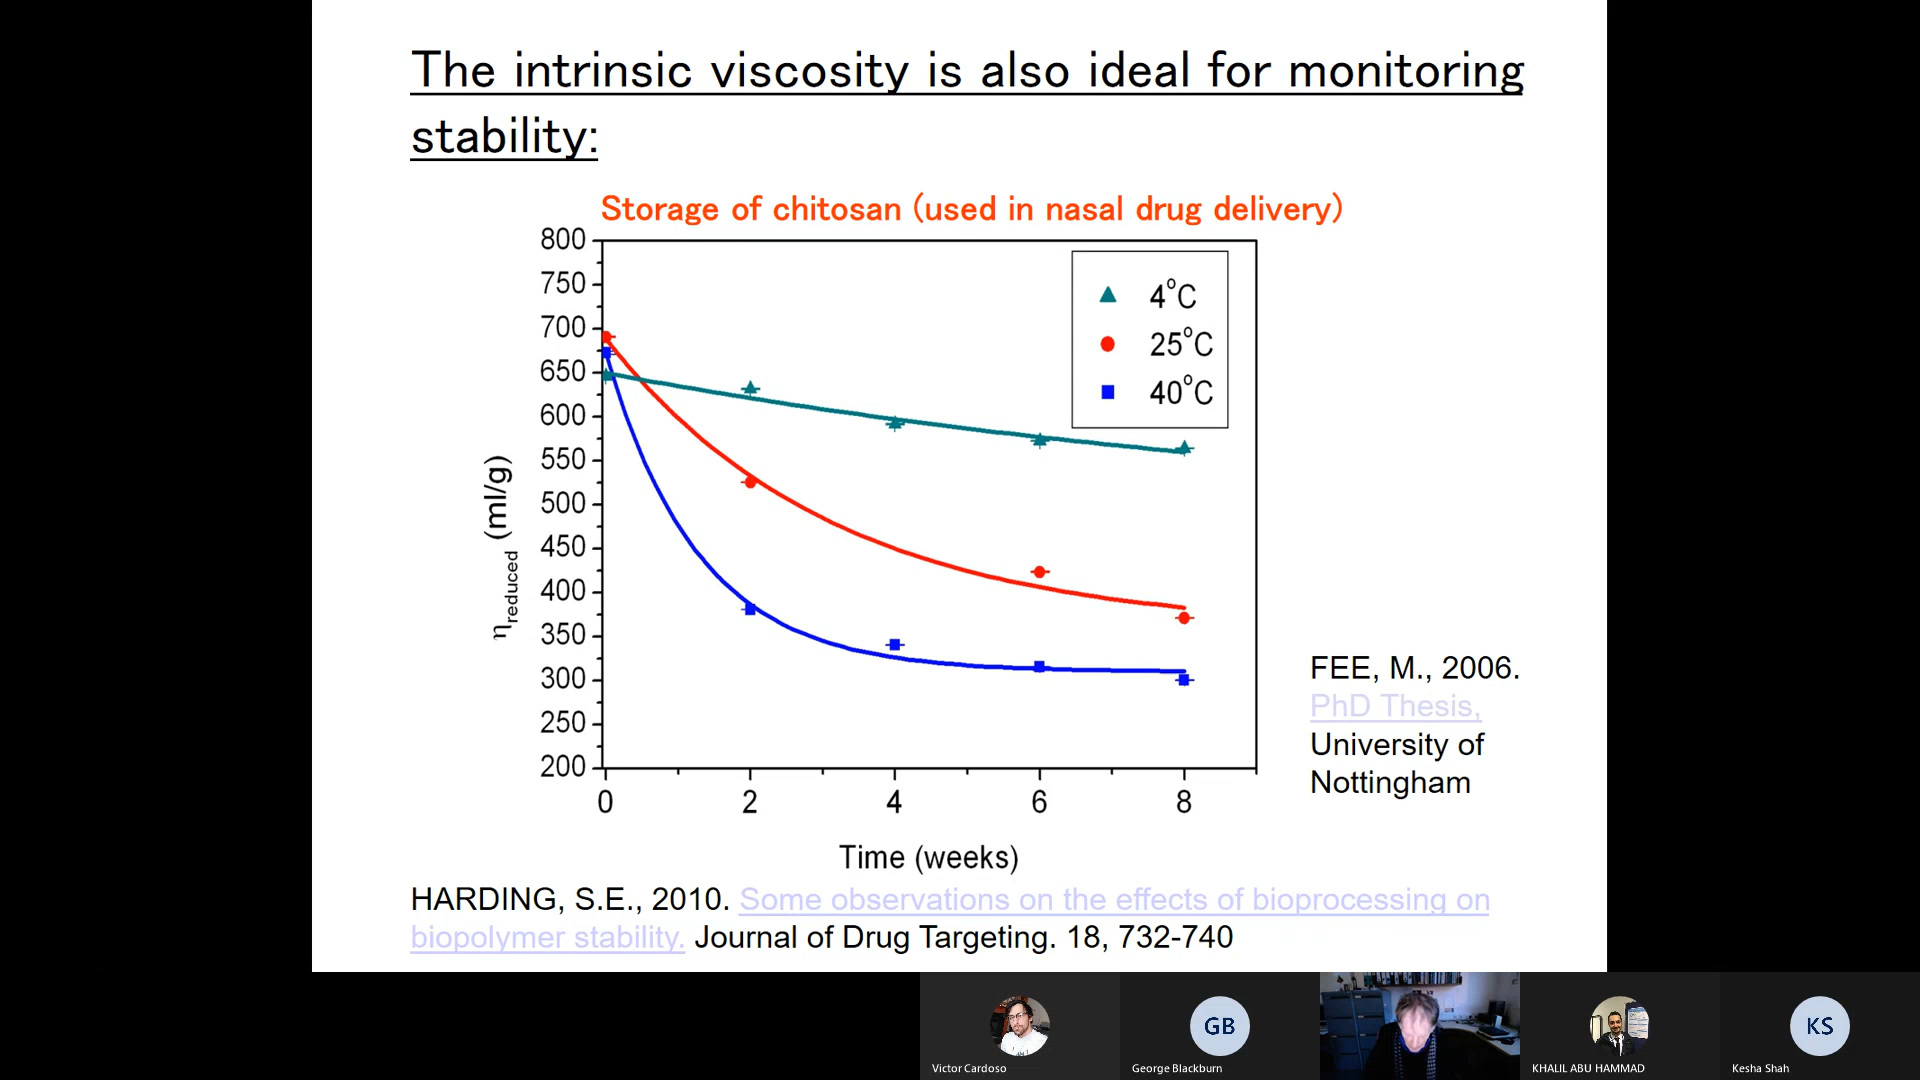 The intrinsic viscosity is also ideal for monitoring
stability:
Storage of chitosan (used in nasal drug delivery)
800
750
700
650
600
550
500
450
400
350
300
250
200
ηreduced (ml/g)
4°C
25°C
40°C
0 2 4 6 8
Time (weeks)
FEE, M., 2006.
PhD Thesis,
University of
Nottingham
HARDING, S.E., 2010. Some observations on the effects of bioprocessing on
biopolymer stability. Journal of Drug Targeting. 18, 732-740
GB
KS
Victor Cardoso
George Blackburn
KHALIL ABU HAMMAD
Kesha Shah